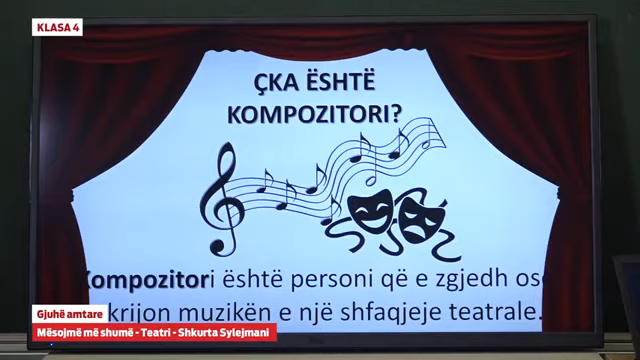 KLASA 4
ÇKA ËSHTË
KOMPOZITORI?
Kompozitori është personi që e zgjedh ose
krijon muzikën e një shfaqjeje teatrale.
Gjuhë amtare
Mësojmë më shumë - Teatri - Shkurta Sylejmani